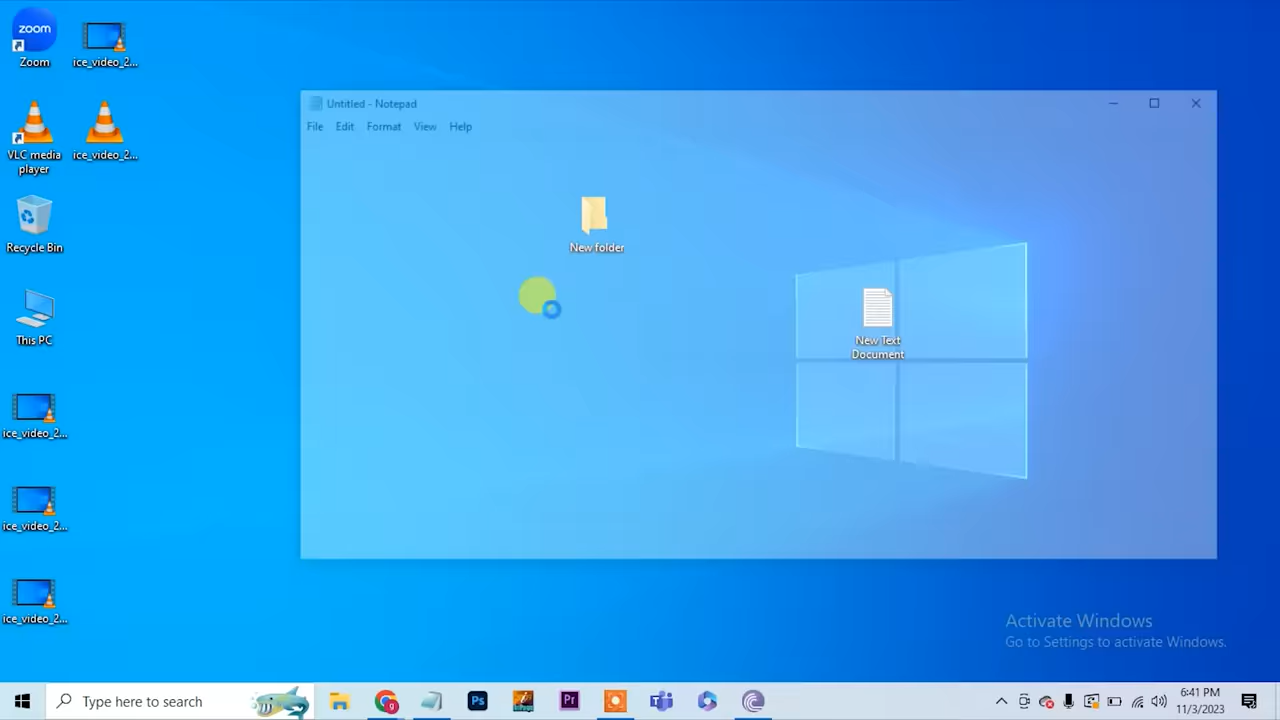 zoom
Zoom
ice_video_2...
VLC media
player
ice_video_2...
Recycle Bin
This PC
ice_video_2...
ice_video_2...
ice_video_2...
Untitled - Notepad
File Edit Format View Help
New folder
New Text
Document
Activate Windows
Go to Settings to activate Windows.
Type here to search
Ps
Pr
6:41 PM
11/3/2023